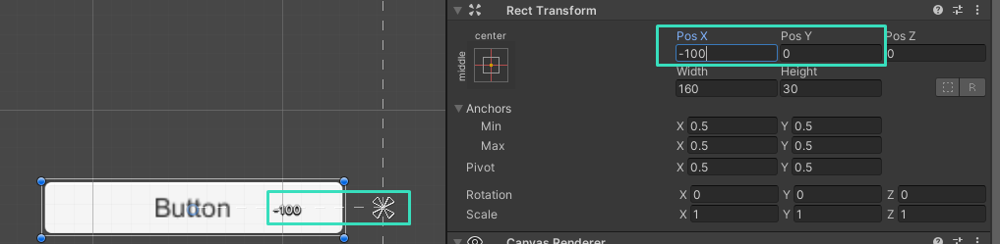 Rect Transform
center
middle
Pos X Pos Y Pos Z
-100 0 0
Width Height
160 30
R
Anchors
Min X 0.5 Y 0.5
Max X 0.5 Y 0.5
Pivot X 0.5 Y 0.5
Rotation X 0 Y 0 Z 0
Scale X 1 Y 1 Z 1
Canvas Renderer
Button
-100